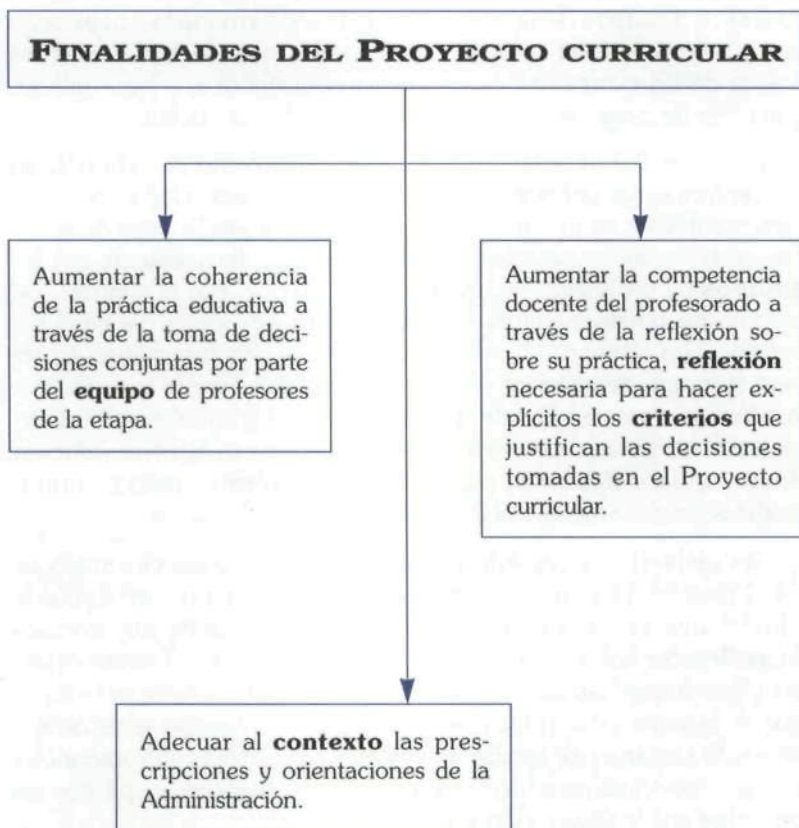 FINALIDADES DEL PROYECTO CURRICULAR
Aumentar la coherencia
de la práctica educativa a
través de la toma de deci-
siones conjuntas por parte
del equipo de profesores
de la etapa.
Aumentar la competencia
docente del profesorado a
través de la reflexión so-
bre su práctica, reflexión
necesaria para hacer ex-
plícitos los criterios que
justifican las decisiones
tomadas en el Proyecto
curricular.
Adecuar al contexto las pres-
cripciones y orientaciones de la
Administración.